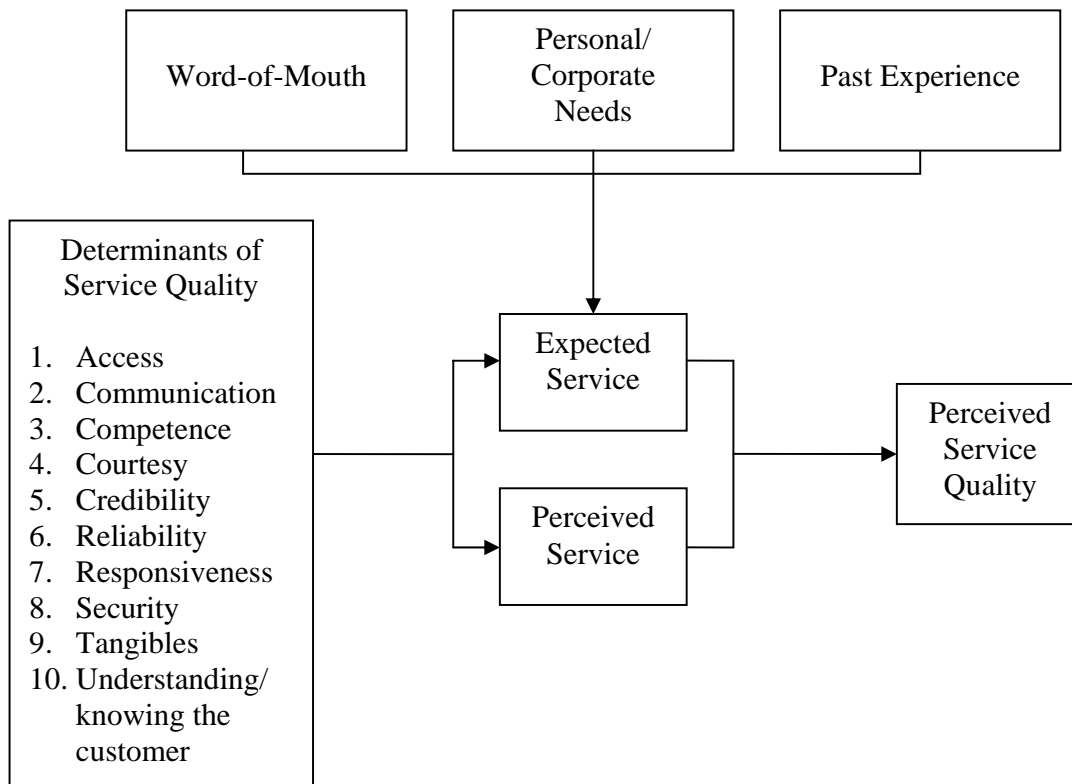 Word-of-Mouth
Personal/
Corporate
Needs
Past Experience
Determinants of
Service Quality
1. Access
2. Communication
3. Competence
4. Courtesy
5. Credibility
6. Reliability
7. Responsiveness
8. Security
9. Tangibles
10. Understanding/
knowing the
customer
Expected
Service
Perceived
Service
Perceived
Service
Quality